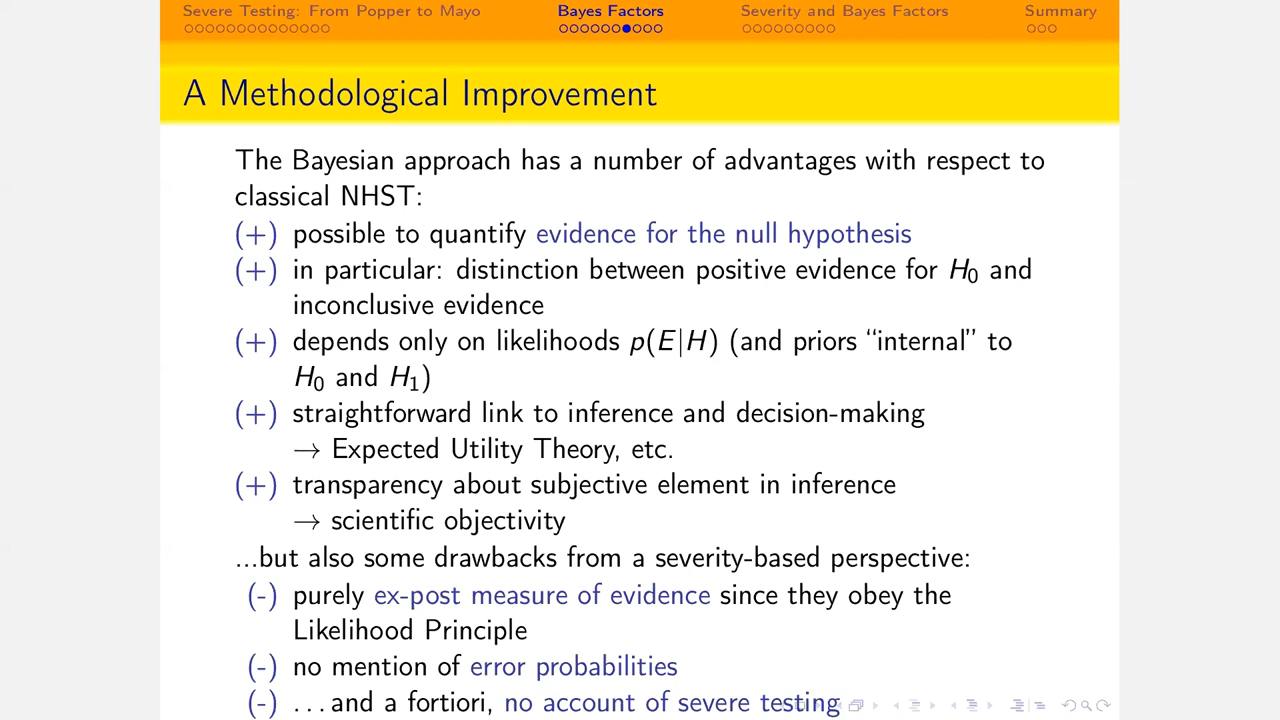 Severe Testing: From Popper to Mayo Bayes Factors Severity and Bayes Factors Summary
A Methodological Improvement
The Bayesian approach has a number of advantages with respect to
classical NHST:
(+) possible to quantify evidence for the null hypothesis
(+) in particular: distinction between positive evidence for H₀ and
inconclusive evidence
(+) depends only on likelihoods p(E|H) (and priors “internal” to
H₀ and H₁)
(+) straightforward link to inference and decision-making
→ Expected Utility Theory, etc.
(+) transparency about subjective element in inference
→ scientific objectivity
...but also some drawbacks from a severity-based perspective:
(-) purely ex-post measure of evidence since they obey the
Likelihood Principle
(-) no mention of error probabilities
(-) ...and a fortiori, no account of severe testing